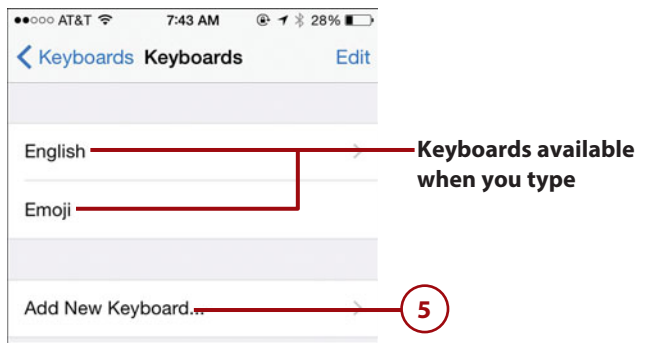 AT&T 7:43 AM 28%
Keyboards Keyboards Edit
English
Keyboards available
when you type
Emoji
Add New Keyboard...
5